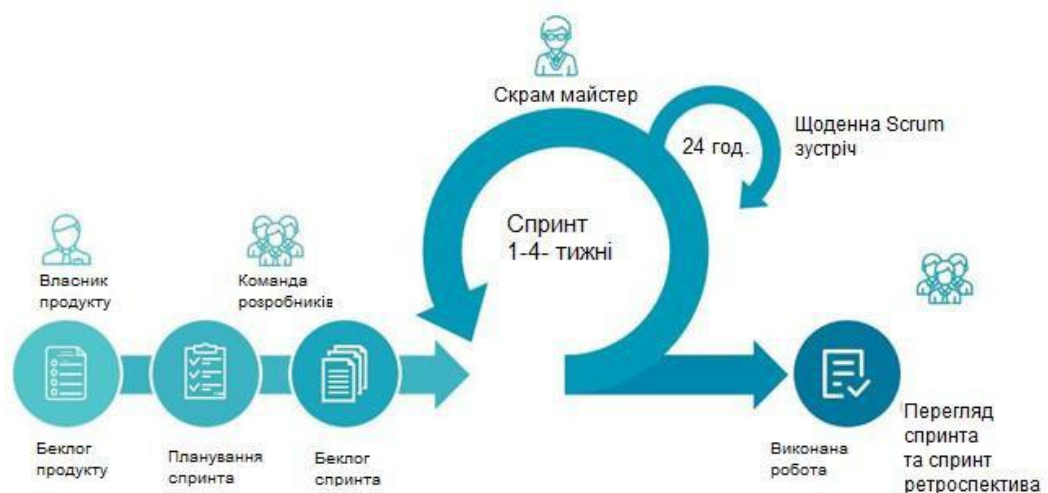 Скрам майстер
24 год.
Щоденна Scrum
зустріч
Спринт
1-4- тижні
Власник
продукту
Команда
розробників
Беклог
продукту
Планування
спринта
Беклог
спринта
Виконана
робота
Перегляд
спринта
та спринт
ретроспектива